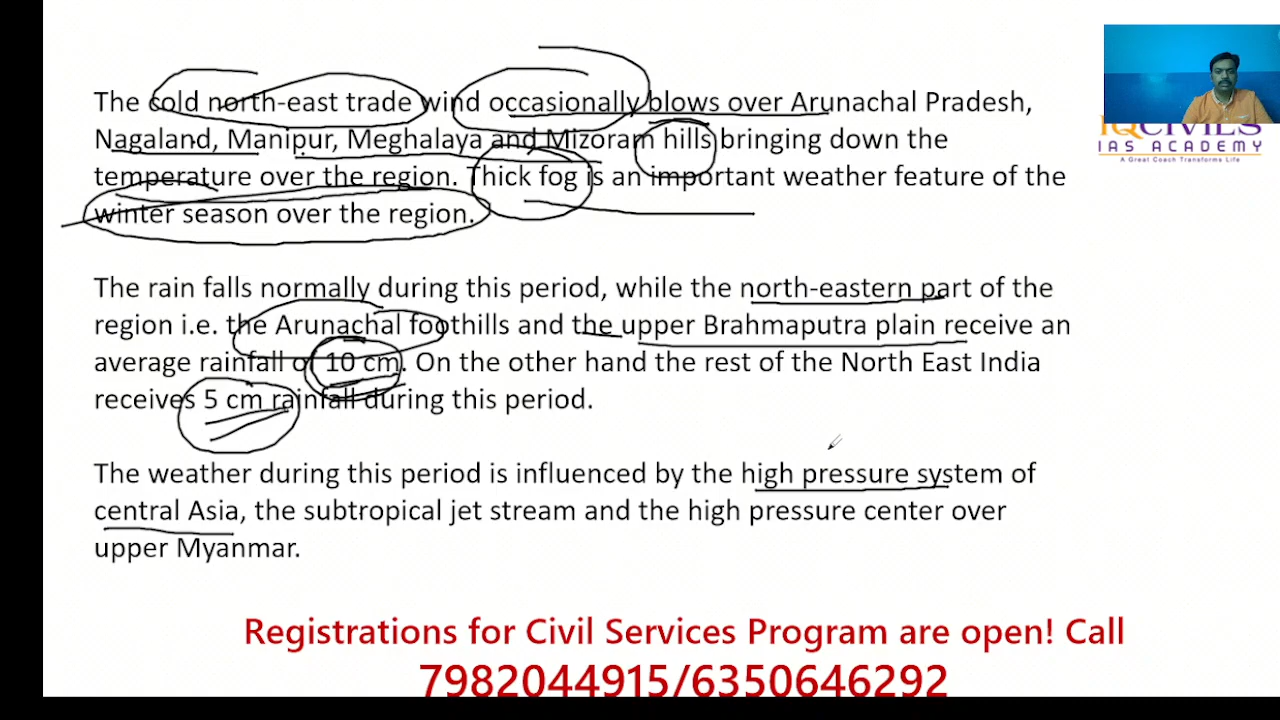 The cold north-east trade wind occasionally blows over Arunachal Pradesh,
Nagaland, Manipur, Meghalaya and Mizoram hills bringing down the
temperature over the region. Thick fog is an important weather feature of the
winter season over the region.
The rain falls normally during this period, while the north-eastern part of the
region i.e. the Arunachal foothills and the upper Brahmaputra plain receive an
average rainfall of 10 cm. On the other hand the rest of the North East India
receives 5 cm rainfall during this period.
The weather during this period is influenced by the high pressure system of
central Asia, the subtropical jet stream and the high pressure center over
upper Myanmar.
IQCIVILS
IAS ACADEMY
A Great Coach Transforms Life
Registrations for Civil Services Program are open! Call
7982044915/6350646292